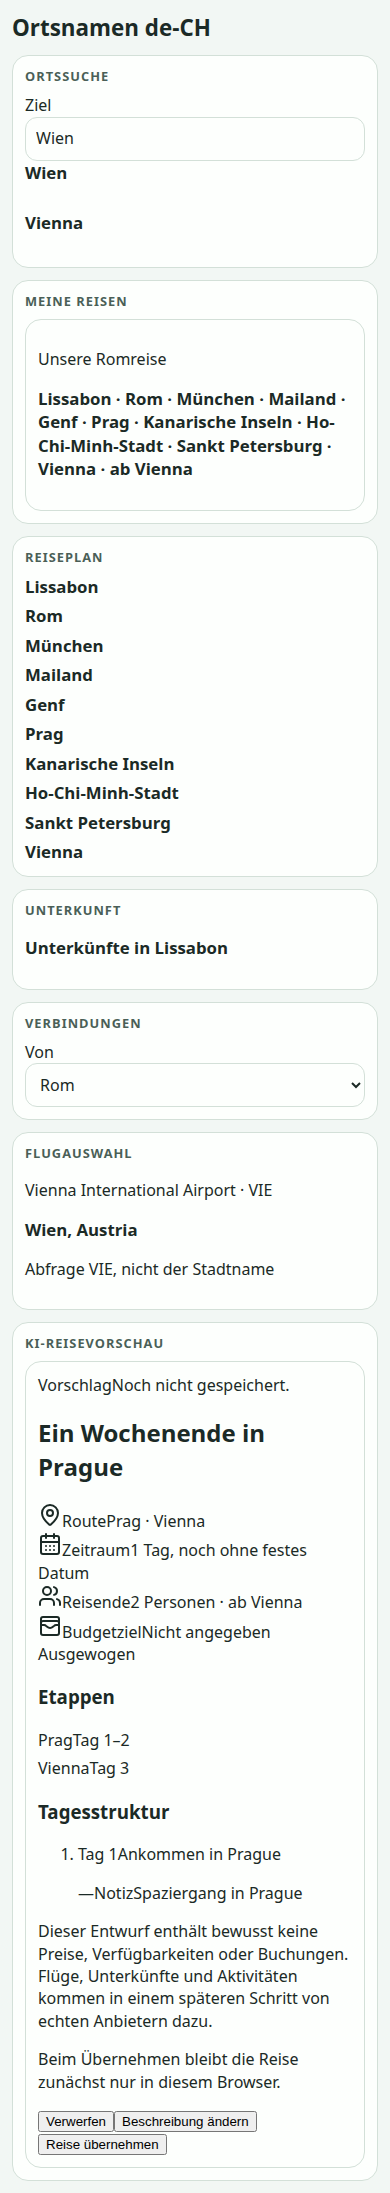 Ortsnamen de-CH
ORTSSUCHE
Ziel
Wien
Wien
Vienna
MEINE REISEN
Unsere Romreise
Lissabon · Rom · München · Mailand ·
Genf · Prag · Kanarische Inseln · Ho-
Chi-Minh-Stadt · Sankt Petersburg ·
Vienna · ab Vienna
REISEPLAN
Lissabon
Rom
München
Mailand
Genf
Prag
Kanarische Inseln
Ho-Chi-Minh-Stadt
Sankt Petersburg
Vienna
UNTERKUNFT
Unterkünfte in Lissabon
VERBINDUNGEN
Von
Rom
FLUGAUSWAHL
Vienna International Airport · VIE
Wien, Austria
Abfrage VIE, nicht der Stadtname
KI-REISEVORSCHAU
VorschlagNoch nicht gespeichert.
Ein Wochenende in
Prague
RoutePrag · Vienna
Zeitraum1 Tag, noch ohne festes
Datum
Reisende2 Personen · ab Vienna
BudgetzielNicht angegeben
Ausgewogen
Etappen
PragTag 1–2
ViennaTag 3
Tagesstruktur
1. Tag 1Ankommen in Prague
—NotizSpaziergang in Prague
Dieser Entwurf enthält bewusst keine
Preise, Verfügbarkeiten oder Buchungen.
Flüge, Unterkünfte und Aktivitäten
kommen in einem späteren Schritt von
echten Anbietern dazu.
Beim Übernehmen bleibt die Reise
zunächst nur in diesem Browser.
Verwerfen Beschreibung ändern
Reise übernehmen